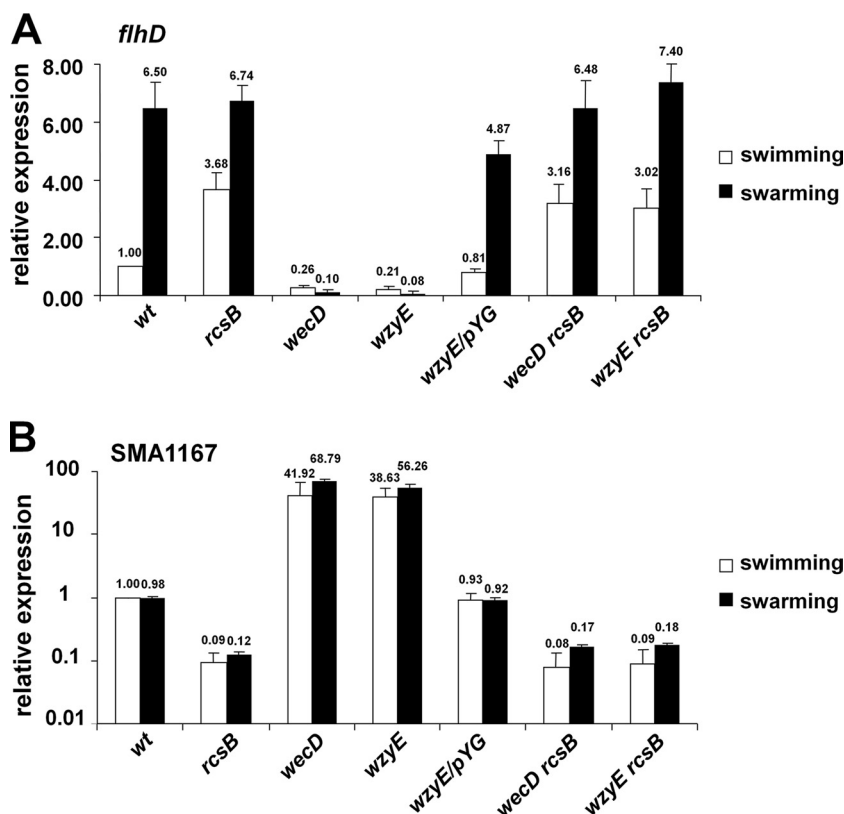 A
flhD
relative expression
8.00
6.00
4.00
2.00
0.00
1.00
6.50
3.68
6.74
0.26
0.10
0.21
0.08
0.81
4.87
3.16
6.48
3.02
7.40
swimming
swarming
wt
rcsB
wecD
wzyE
wzyE/pYG
wecD rcsB
wzyE rcsB
B
SMA1167
relative expression
100
10
1
0.1
0.01
1.00
0.98
0.09
0.12
41.92
68.79
38.63
56.26
0.93
0.92
0.08
0.17
0.09
0.18
swimming
swarming
wt
rcsB
wecD
wzyE
wzyE/pYG
wecD rcsB
wzyE rcsB